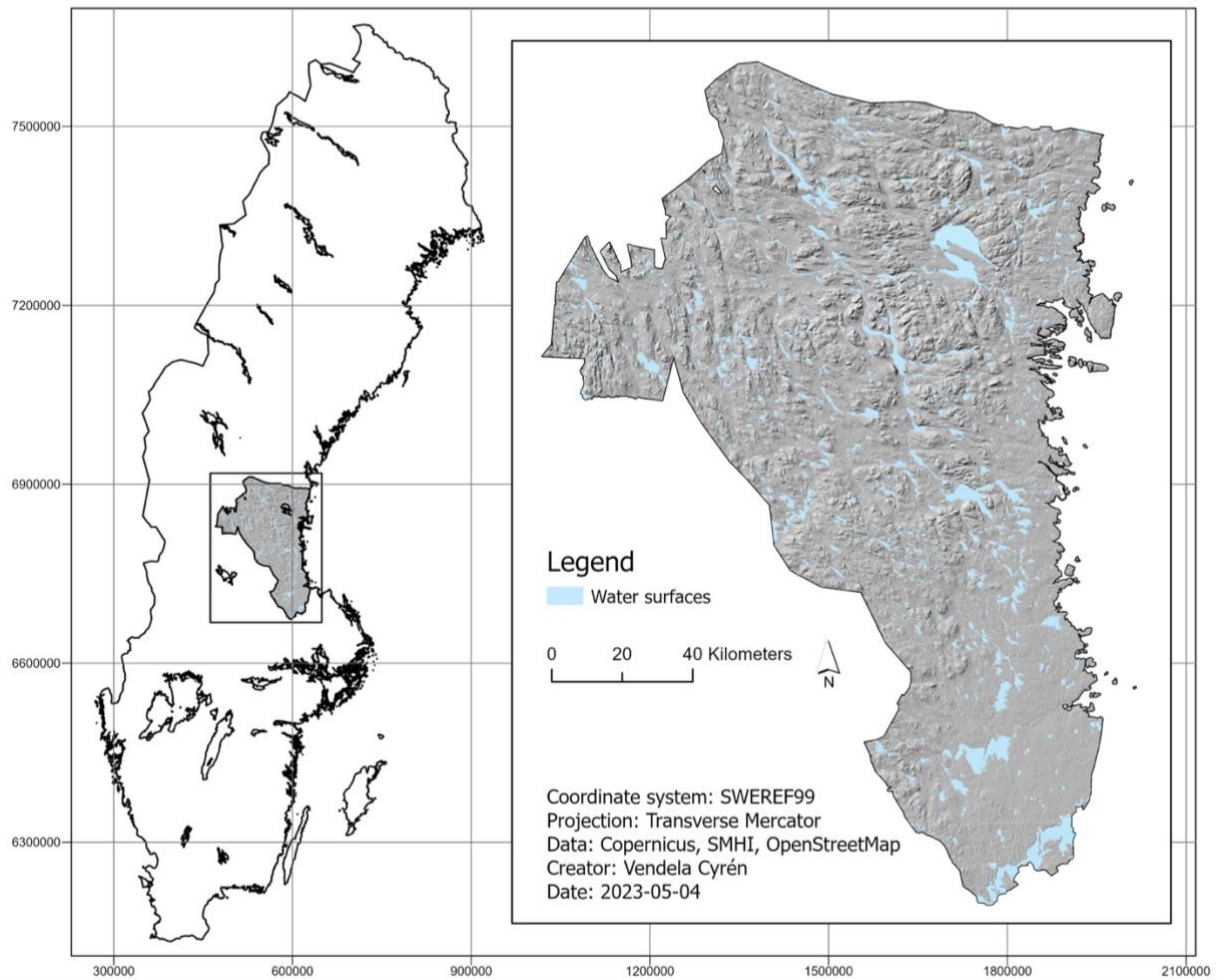 7500000
7200000
6900000
6600000
6300000
300000
600000
900000
1200000
1500000
1800000
2100000
Legend
Water surfaces
0 20 40 Kilometers
N
Coordinate system: SWEREF99
Projection: Transverse Mercator
Data: Copernicus, SMHI, OpenStreetMap
Creator: Vendela Cyrén
Date: 2023-05-04